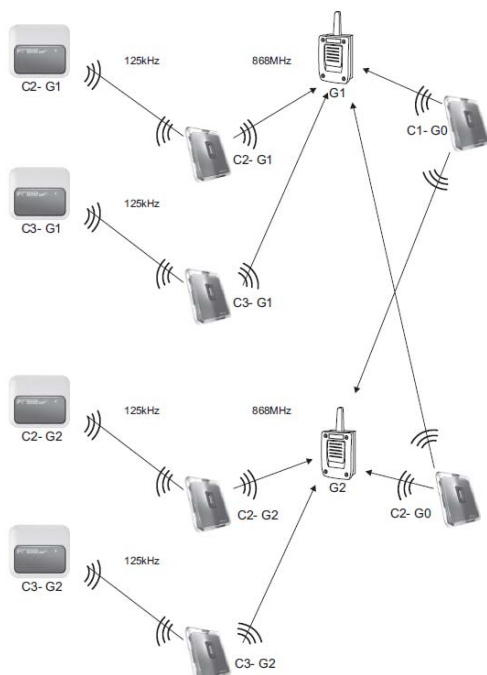 125kHz
868MHz
C2- G1
G1
C1- G0
C2- G1
125kHz
C3- G1
C3- G1
125kHz
868MHz
C2- G2
G2
C2- G2
C2- G0
125kHz
C3- G2
C3- G2